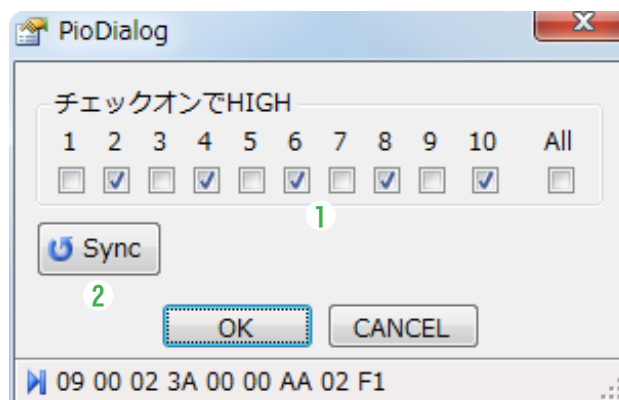 PioDialog
チェックオンでHIGH
1 2 3 4 5 6 7 8 9 10 All
1
Sync
2
OK CANCEL
09 00 02 3A 00 00 AA 02 F1